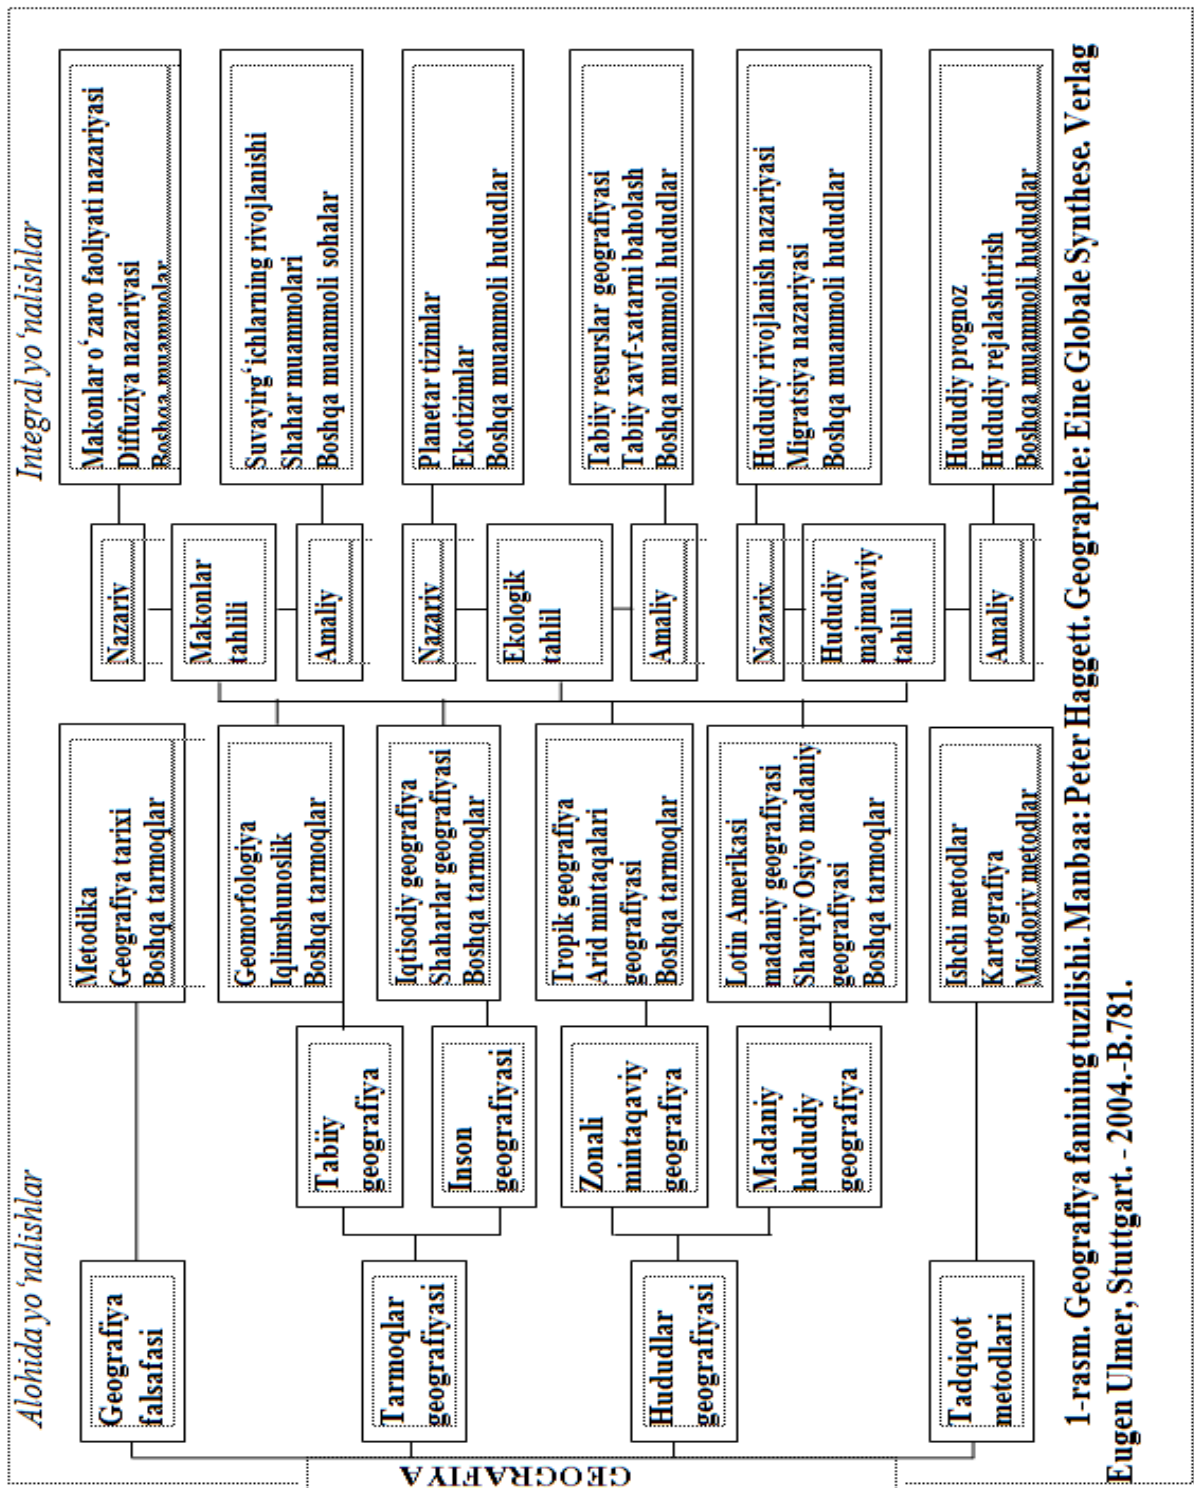 Alohida yo‘nalishlar
Integral yo‘nalishlar
GEOGRAFIYA
Geografiya
falsafasi
Metodika
Geografiya tarixi
Boshqa tarmoqlar
Tarmoqlar
geografiyasi
Tabiiy
geografiya
Geomorfologiya
Iqlimshunoslik
Boshqa tarmoqlar
Inson
geografiyasi
Iqtisodiy geografiya
Shaharlar geografiyasi
Boshqa tarmoqlar
Hududlar
geografiyasi
Zonali
mintaqaviy
geografiya
Tropik geografiya
Arid mintaqalari
geografiyasi
Boshqa tarmoqlar
Madaniy
hududiy
geografiya
Lotin Amerikasi
madaniy geografiyasi
Sharqiy Osiyo madaniy
geografiyasi
Boshqa tarmoqlar
Tadqiqot
metodlari
Ishchi metodlar
Kartografiya
Miqdoriy metodlar
Nazariy
Makonlar o‘zaro faoliyati nazariyasi
Diffuziya nazariyasi
Boshqa muammolar
Makonlar
tahlili
Amaliy
Suvayirg‘ichlarning rivojlanishi
Shahar muammolari
Boshqa muammoli sohalar
Nazariy
Planetar tizimlar
Ekotizimlar
Boshqa muammoli hududlar
Ekologik
tahlil
Amaliy
Tabiiy resurslar geografiyasi
Tabiiy xavf-xatarni baholash
Boshqa muammoli hududlar
Nazariy
Hududiy rivojlanish nazariyasi
Migratsiya nazariyasi
Boshqa muammoli hududlar
Hududiy
majmuaviy
tahlil
Amaliy
Hududiy prognoz
Hududiy rejalashtirish
Boshqa muammoli hududlar
1-rasm. Geografiya fanining tuzilishi. Manbaa: Peter Haggett. Geographie: Eine Globale Synthese. Verlag
Eugen Ulmer, Stuttgart. - 2004.-B.781.